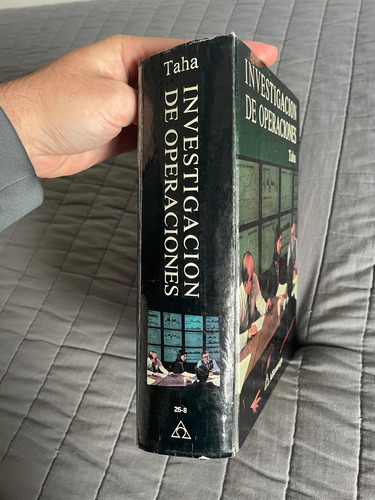 Taha
INVESTIGACION
DE OPERACIONES
25-8
INVESTIGACION
DE OPERACIONES
Taha